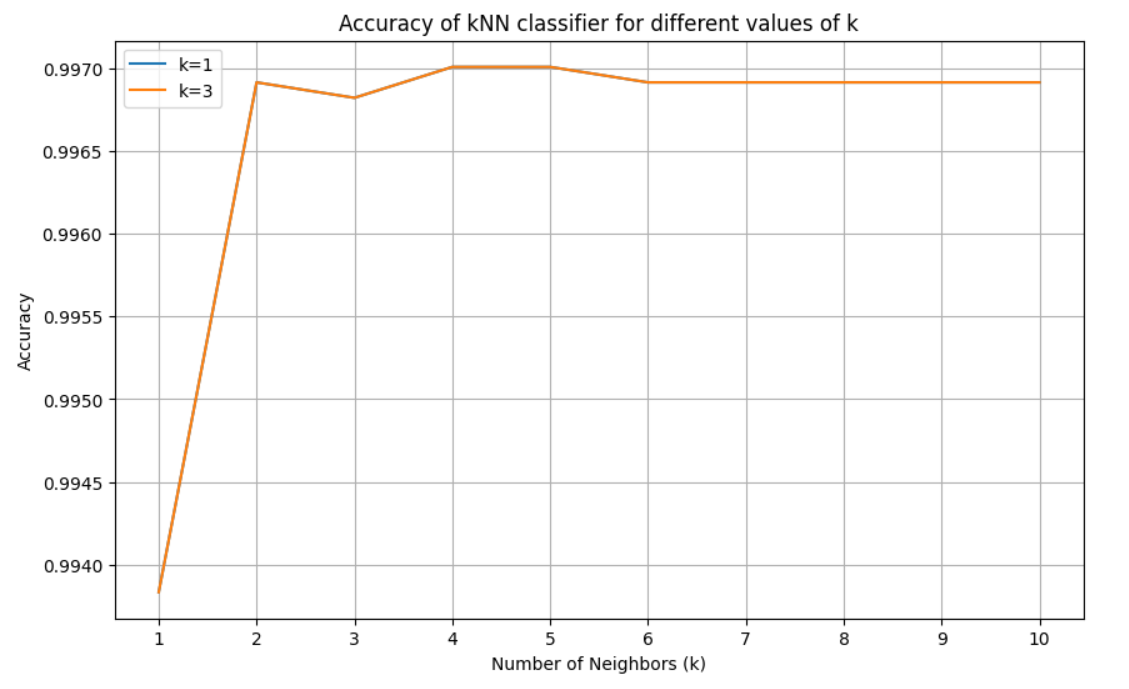 Accuracy of kNN classifier for different values of k
k=1
k=3
0.9970
0.9965
0.9960
0.9955
0.9950
0.9945
0.9940
Accuracy
1 2 3 4 5 6 7 8 9 10
Number of Neighbors (k)